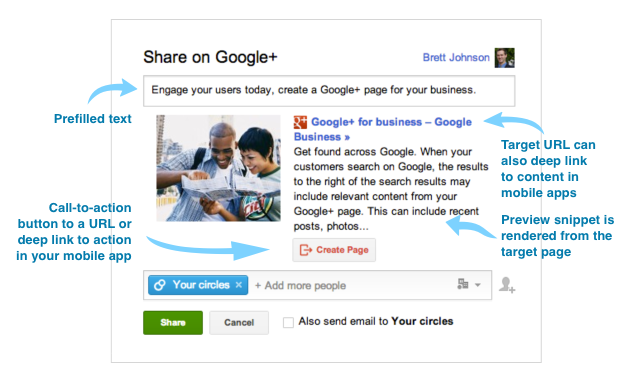 Share on Google+
Brett Johnson
Engage your users today, create a Google+ page for your business.
Prefilled text
Google+ for business – Google
Business »
Get found across Google. When your
customers search on Google, the results
to the right of the search results may
include relevant content from your
Google+ page. This can include recent
posts, photos...
Create Page
Target URL can
also deep link
to content in
mobile apps
Call-to-action
button to a URL or
deep link to action
in your mobile app
Preview snippet is
rendered from the
target page
Your circles ×
+ Add more people
Share
Cancel
Also send email to Your circles